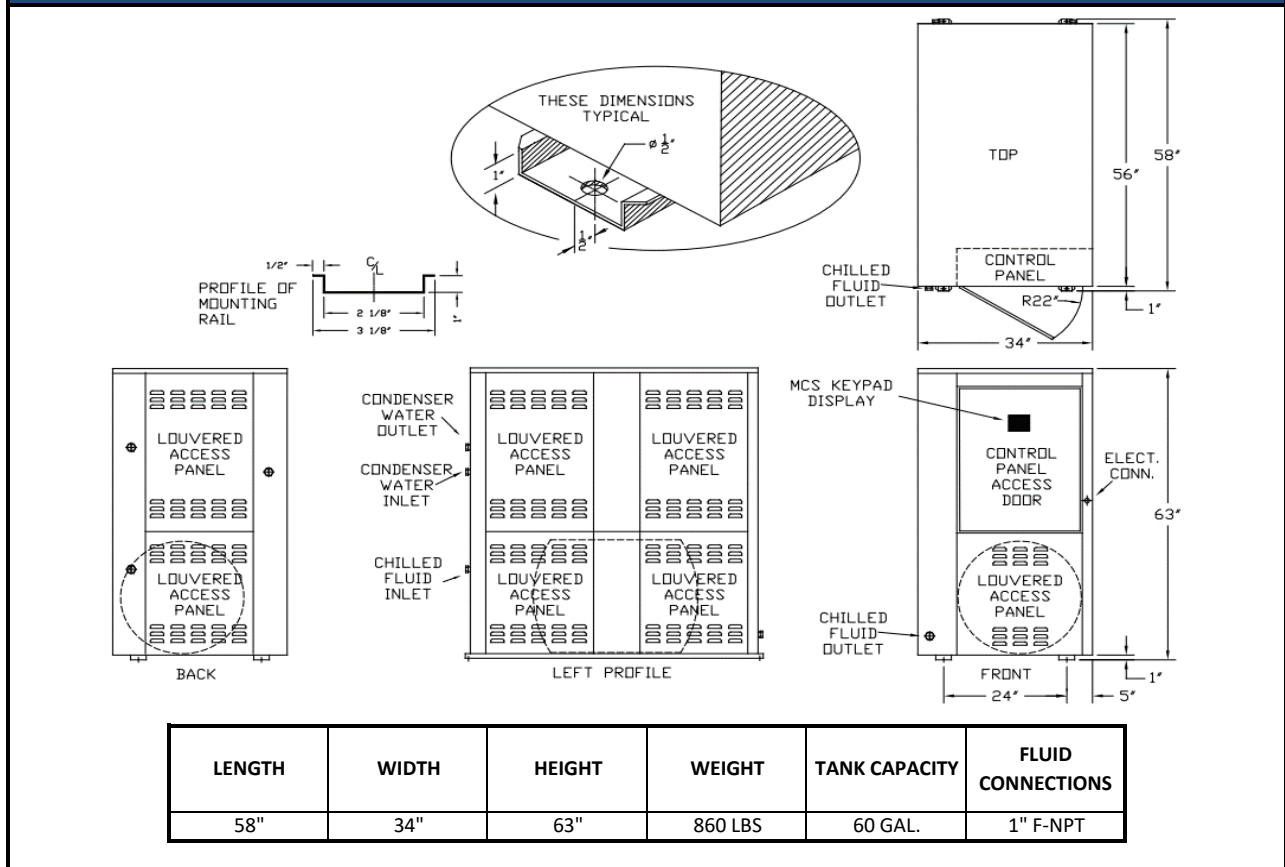 THESE DIMENSIONS
TYPICAL
ø 1/2"
1"
1/2"
TOP
56"
58"
CONTROL
PANEL
CHILLED
FLUID
OUTLET
R22"
1"
34"
1/2"
C/L
PROFILE OF
MOUNTING
RAIL
2 1/8"
3 1/8"
1"
LOUVERED
ACCESS
PANEL
LOUVERED
ACCESS
PANEL
BACK
CONDENSER
WATER
OUTLET
CONDENSER
WATER
INLET
CHILLED
FLUID
INLET
LOUVERED
ACCESS
PANEL
LOUVERED
ACCESS
PANEL
LOUVERED
ACCESS
PANEL
LOUVERED
ACCESS
PANEL
LEFT PROFILE
MCS KEYPAD
DISPLAY
CONTROL
PANEL
ACCESS
DOOR
ELECT.
CONN.
63"
LOUVERED
ACCESS
PANEL
CHILLED
FLUID
OUTLET
FRONT
1"
24"
5"
LENGTH WIDTH HEIGHT WEIGHT TANK CAPACITY FLUID CONNECTIONS
58" 34" 63" 860 LBS 60 GAL. 1" F-NPT